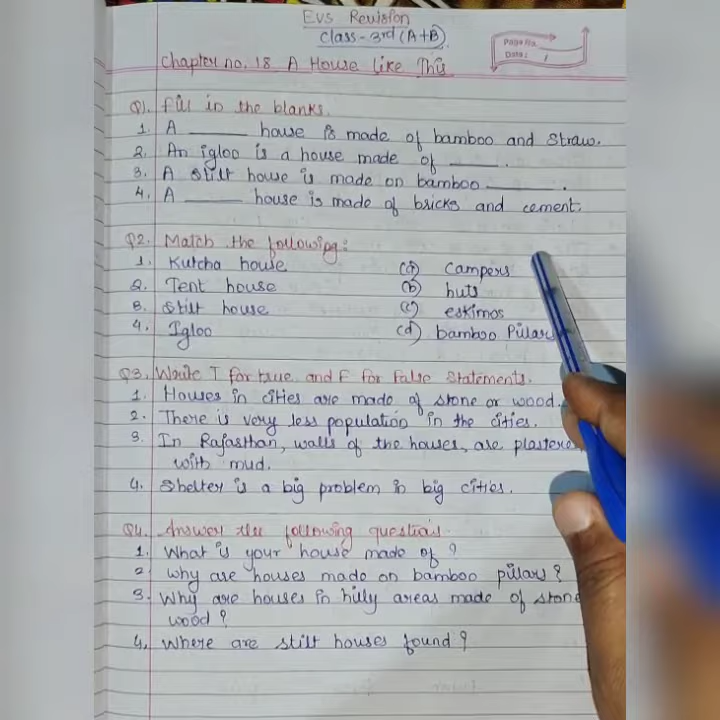 EVS Revision
Class - 3rd (A+B)
Page No.
Date: 1
Chapter no. 18 A House Like This
Q1. Fill in the blanks.
1. A ______ house is made of bamboo and straw.
2. An igloo is a house made of ______.
3. A stilt house is made on bamboo ______.
4. A ______ house is made of bricks and cement.
Q2. Match the following:
1. Kutcha house (a) Campers
2. Tent house (b) huts
3. Stilt house (c) eskimos
4. Igloo (d) bamboo Pillars
Q3. Write T for true and F for false statements.
1. Houses in cities are made of stone or wood.
2. There is very less population in the cities.
3. In Rajasthan, walls of the houses, are plastere
with mud.
4. Shelter is a big problem in big cities.
Q4. Answer the following question's.
1. What is your house made of?
2. Why are houses made on bamboo pillars?
3. Why are houses in hilly areas made of stone
wood?
4. Where are stilt houses found?